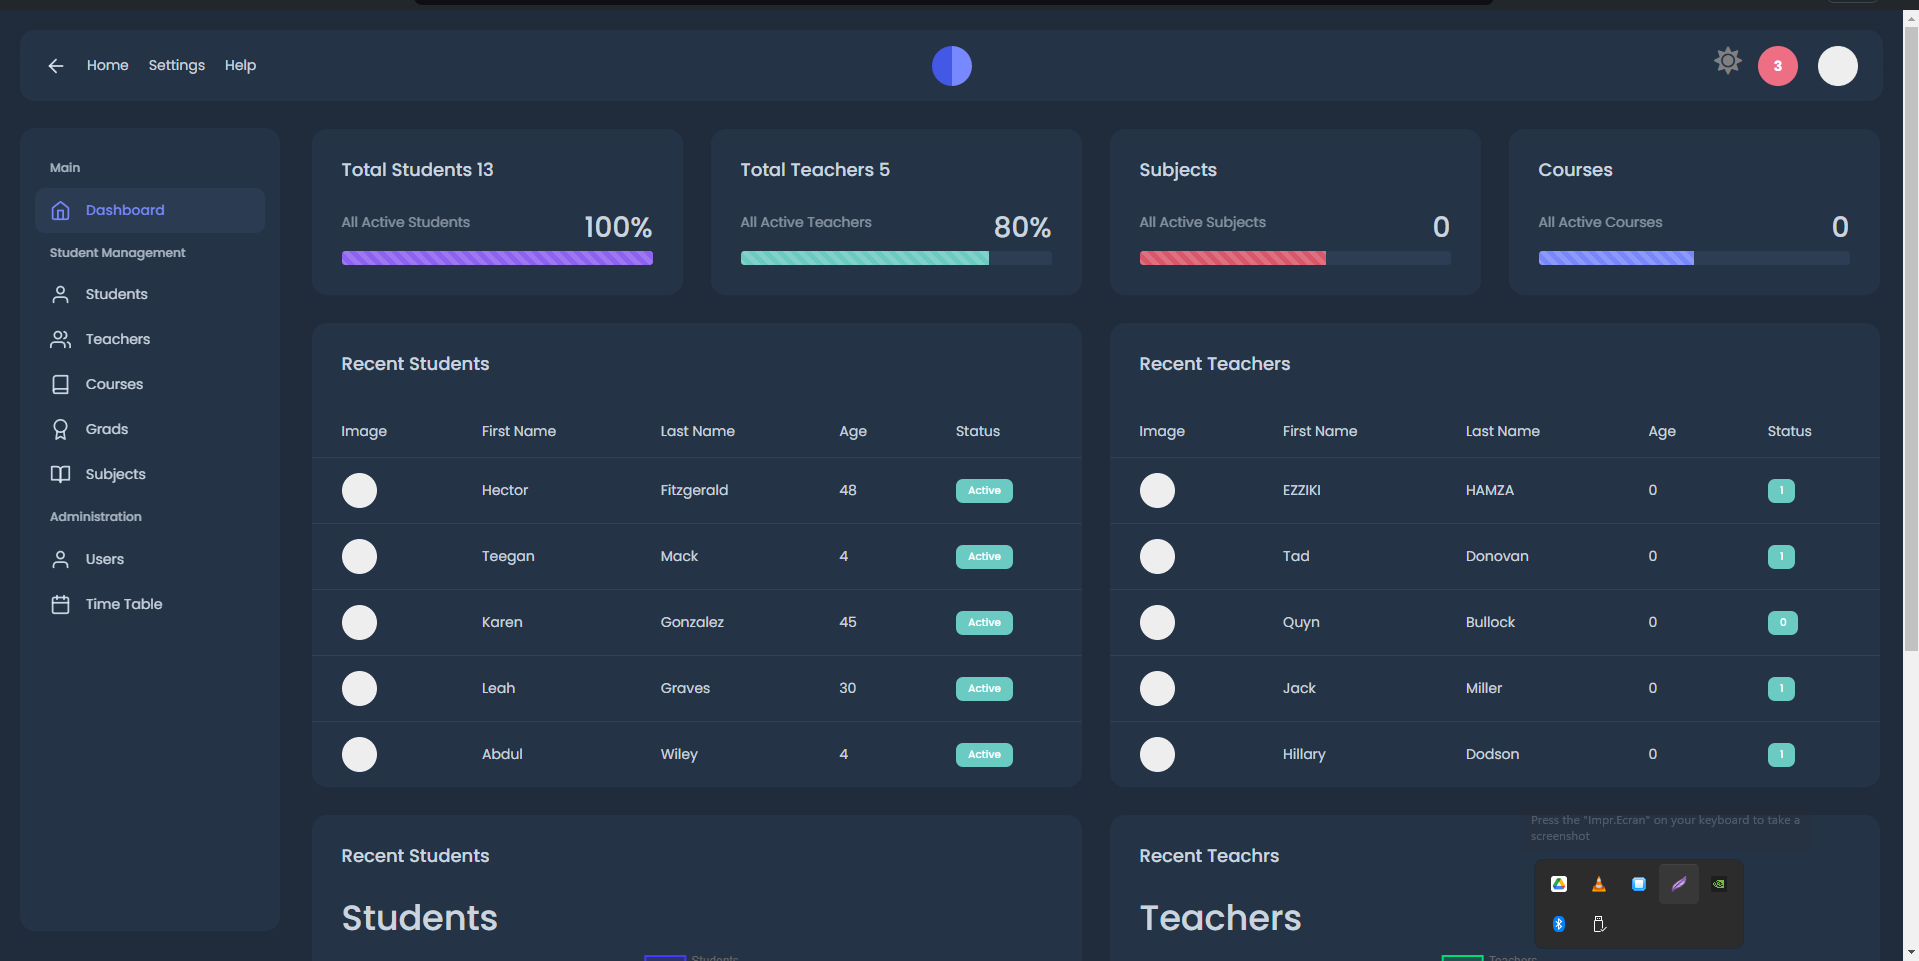 Home Settings Help
3
Main
Dashboard
Student Management
Students
Teachers
Courses
Grads
Subjects
Administration
Users
Time Table
Total Students 13
All Active Students 100%
Total Teachers 5
All Active Teachers 80%
Subjects
All Active Subjects 0
Courses
All Active Courses 0
Recent Students
Image First Name Last Name Age Status
Hector Fitzgerald 48 Active
Teegan Mack 4 Active
Karen Gonzalez 45 Active
Leah Graves 30 Active
Abdul Wiley 4 Active
Recent Teachers
Image First Name Last Name Age Status
EZZIKI HAMZA 0 1
Tad Donovan 0 1
Quyn Bullock 0 0
Jack Miller 0 1
Hillary Dodson 0 1
Recent Students
Students
Students
Recent Teachrs
Teachers
Teachers
Press the "Impr.Ecran" on your keyboard to take a
screenshot